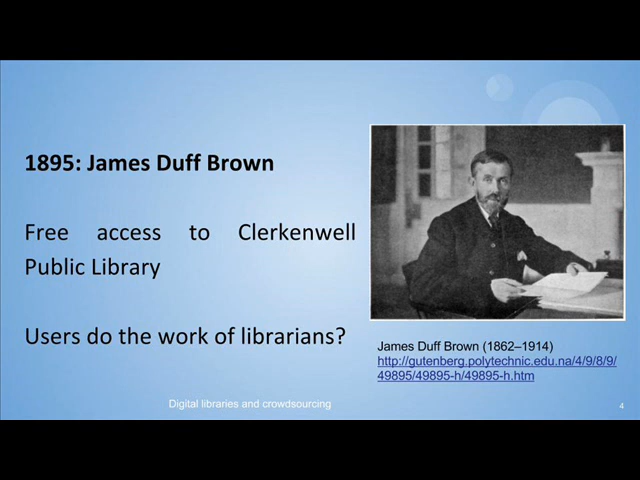 1895: James Duff Brown
Free access to Clerkenwell
Public Library
Users do the work of librarians?
James Duff Brown (1862–1914)
http://gutenberg.polytechnic.edu.na/4/9/8/9/
49895/49895-h/49895-h.htm
Digital libraries and crowdsourcing
4